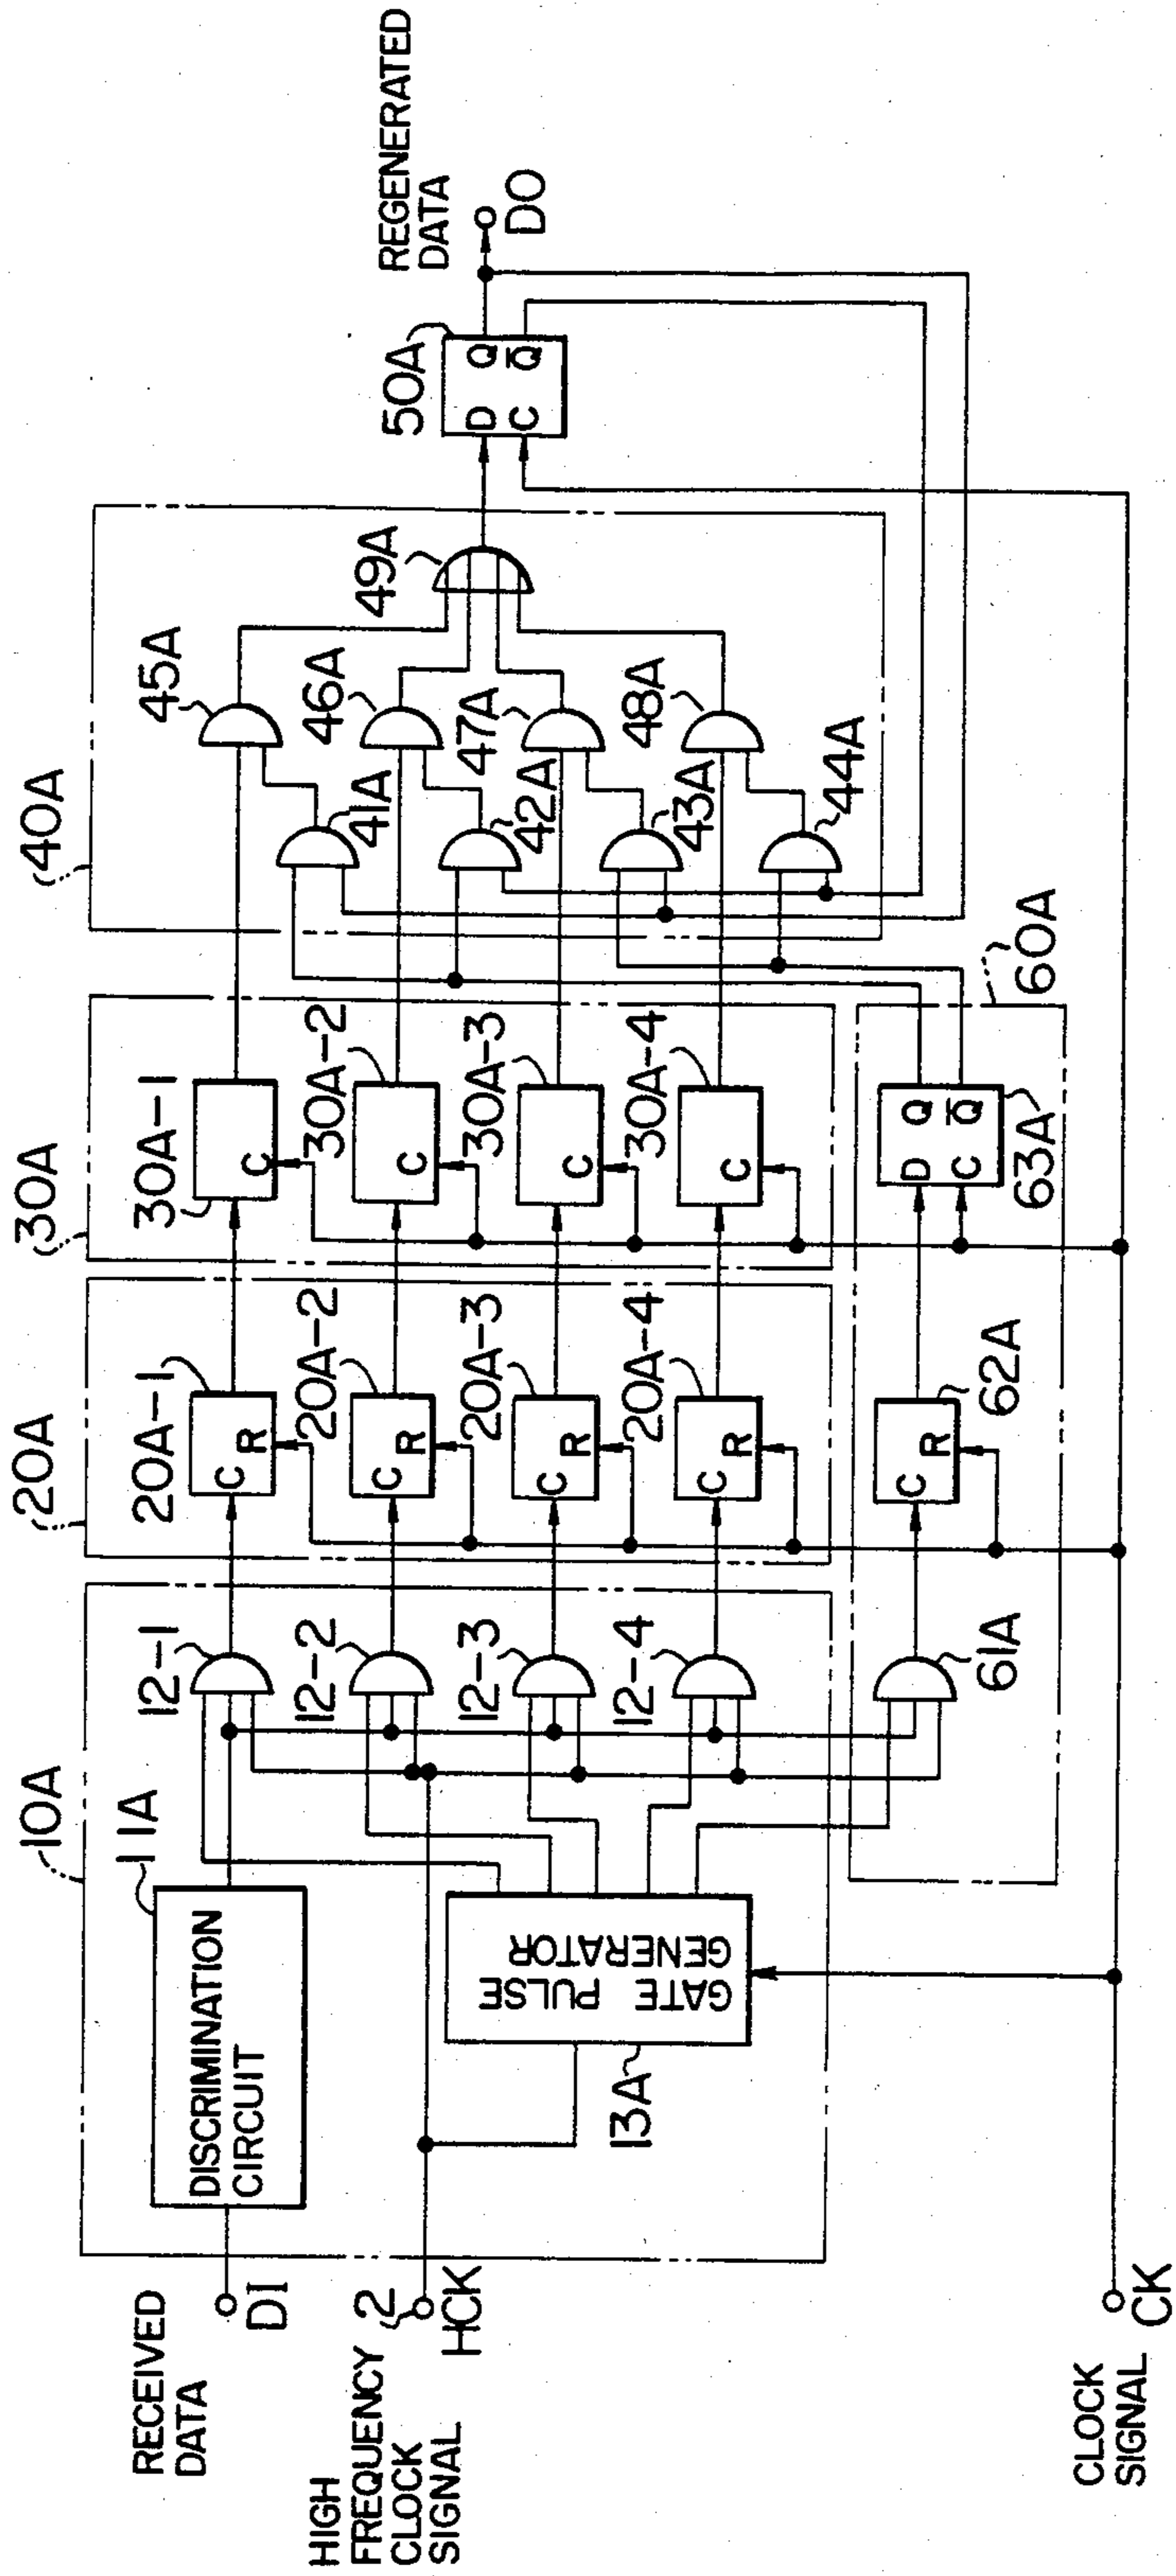 RECEIVED
DATA
DI
HIGH
FREQUENCY
CLOCK
SIGNAL
2
HCK
CLOCK
SIGNAL
CK
10A
11A
DISCRIMINATION
CIRCUIT
GATE PULSE
GENERATOR
13A
12-1
12-2
12-3
12-4
61A
20A
20A-1
C R
20A-2
C R
20A-3
C R
20A-4
C R
62A
C R
30A
30A-1
C
30A-2
C
30A-3
C
30A-4
C
D Q
C Q̅
63A
60A
40A
41A
42A
43A
44A
45A
46A
47A
48A
49A
50A
D Q
C Q̅
REGENERATED
DATA
DO